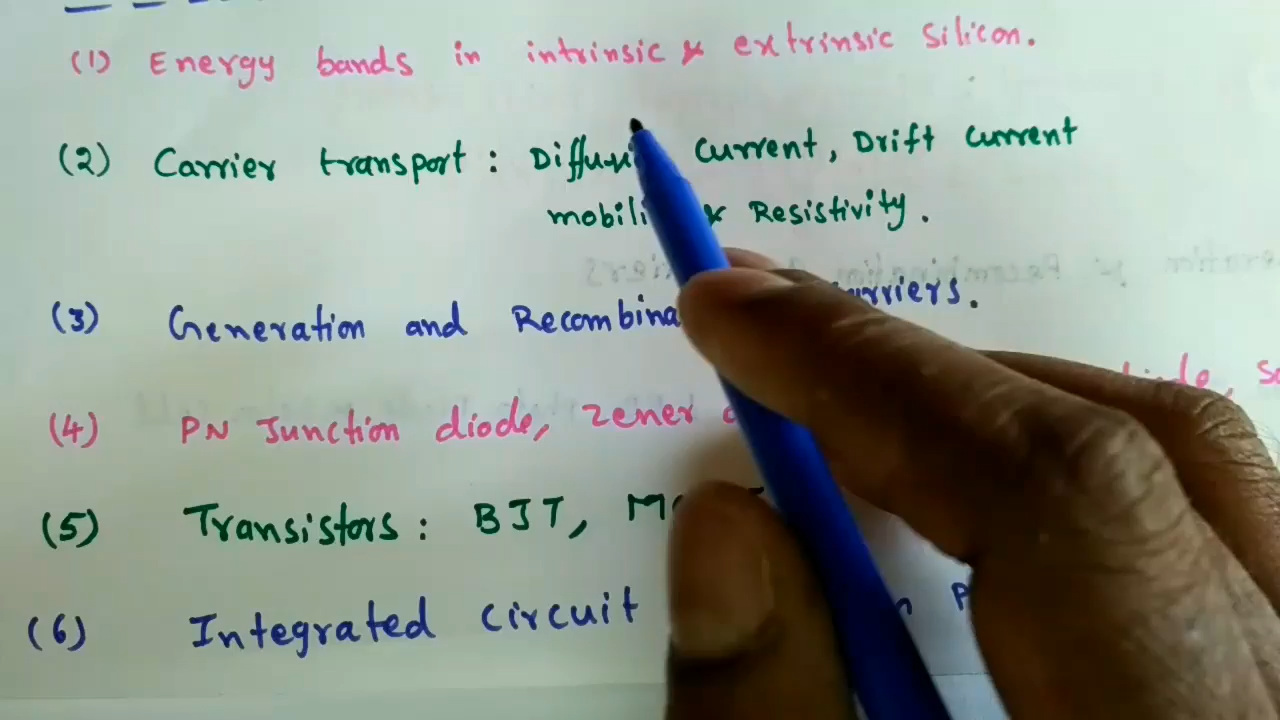 (1) Energy bands in intrinsic & extrinsic silicon.
(2) Carrier transport: Diffusi current, Drift current
mobili & Resistivity.
(3) Generation and Recombina rriers.
(4) PN Junction diode, zener
(5) Transistors: BJT,
(6) Integrated circuit